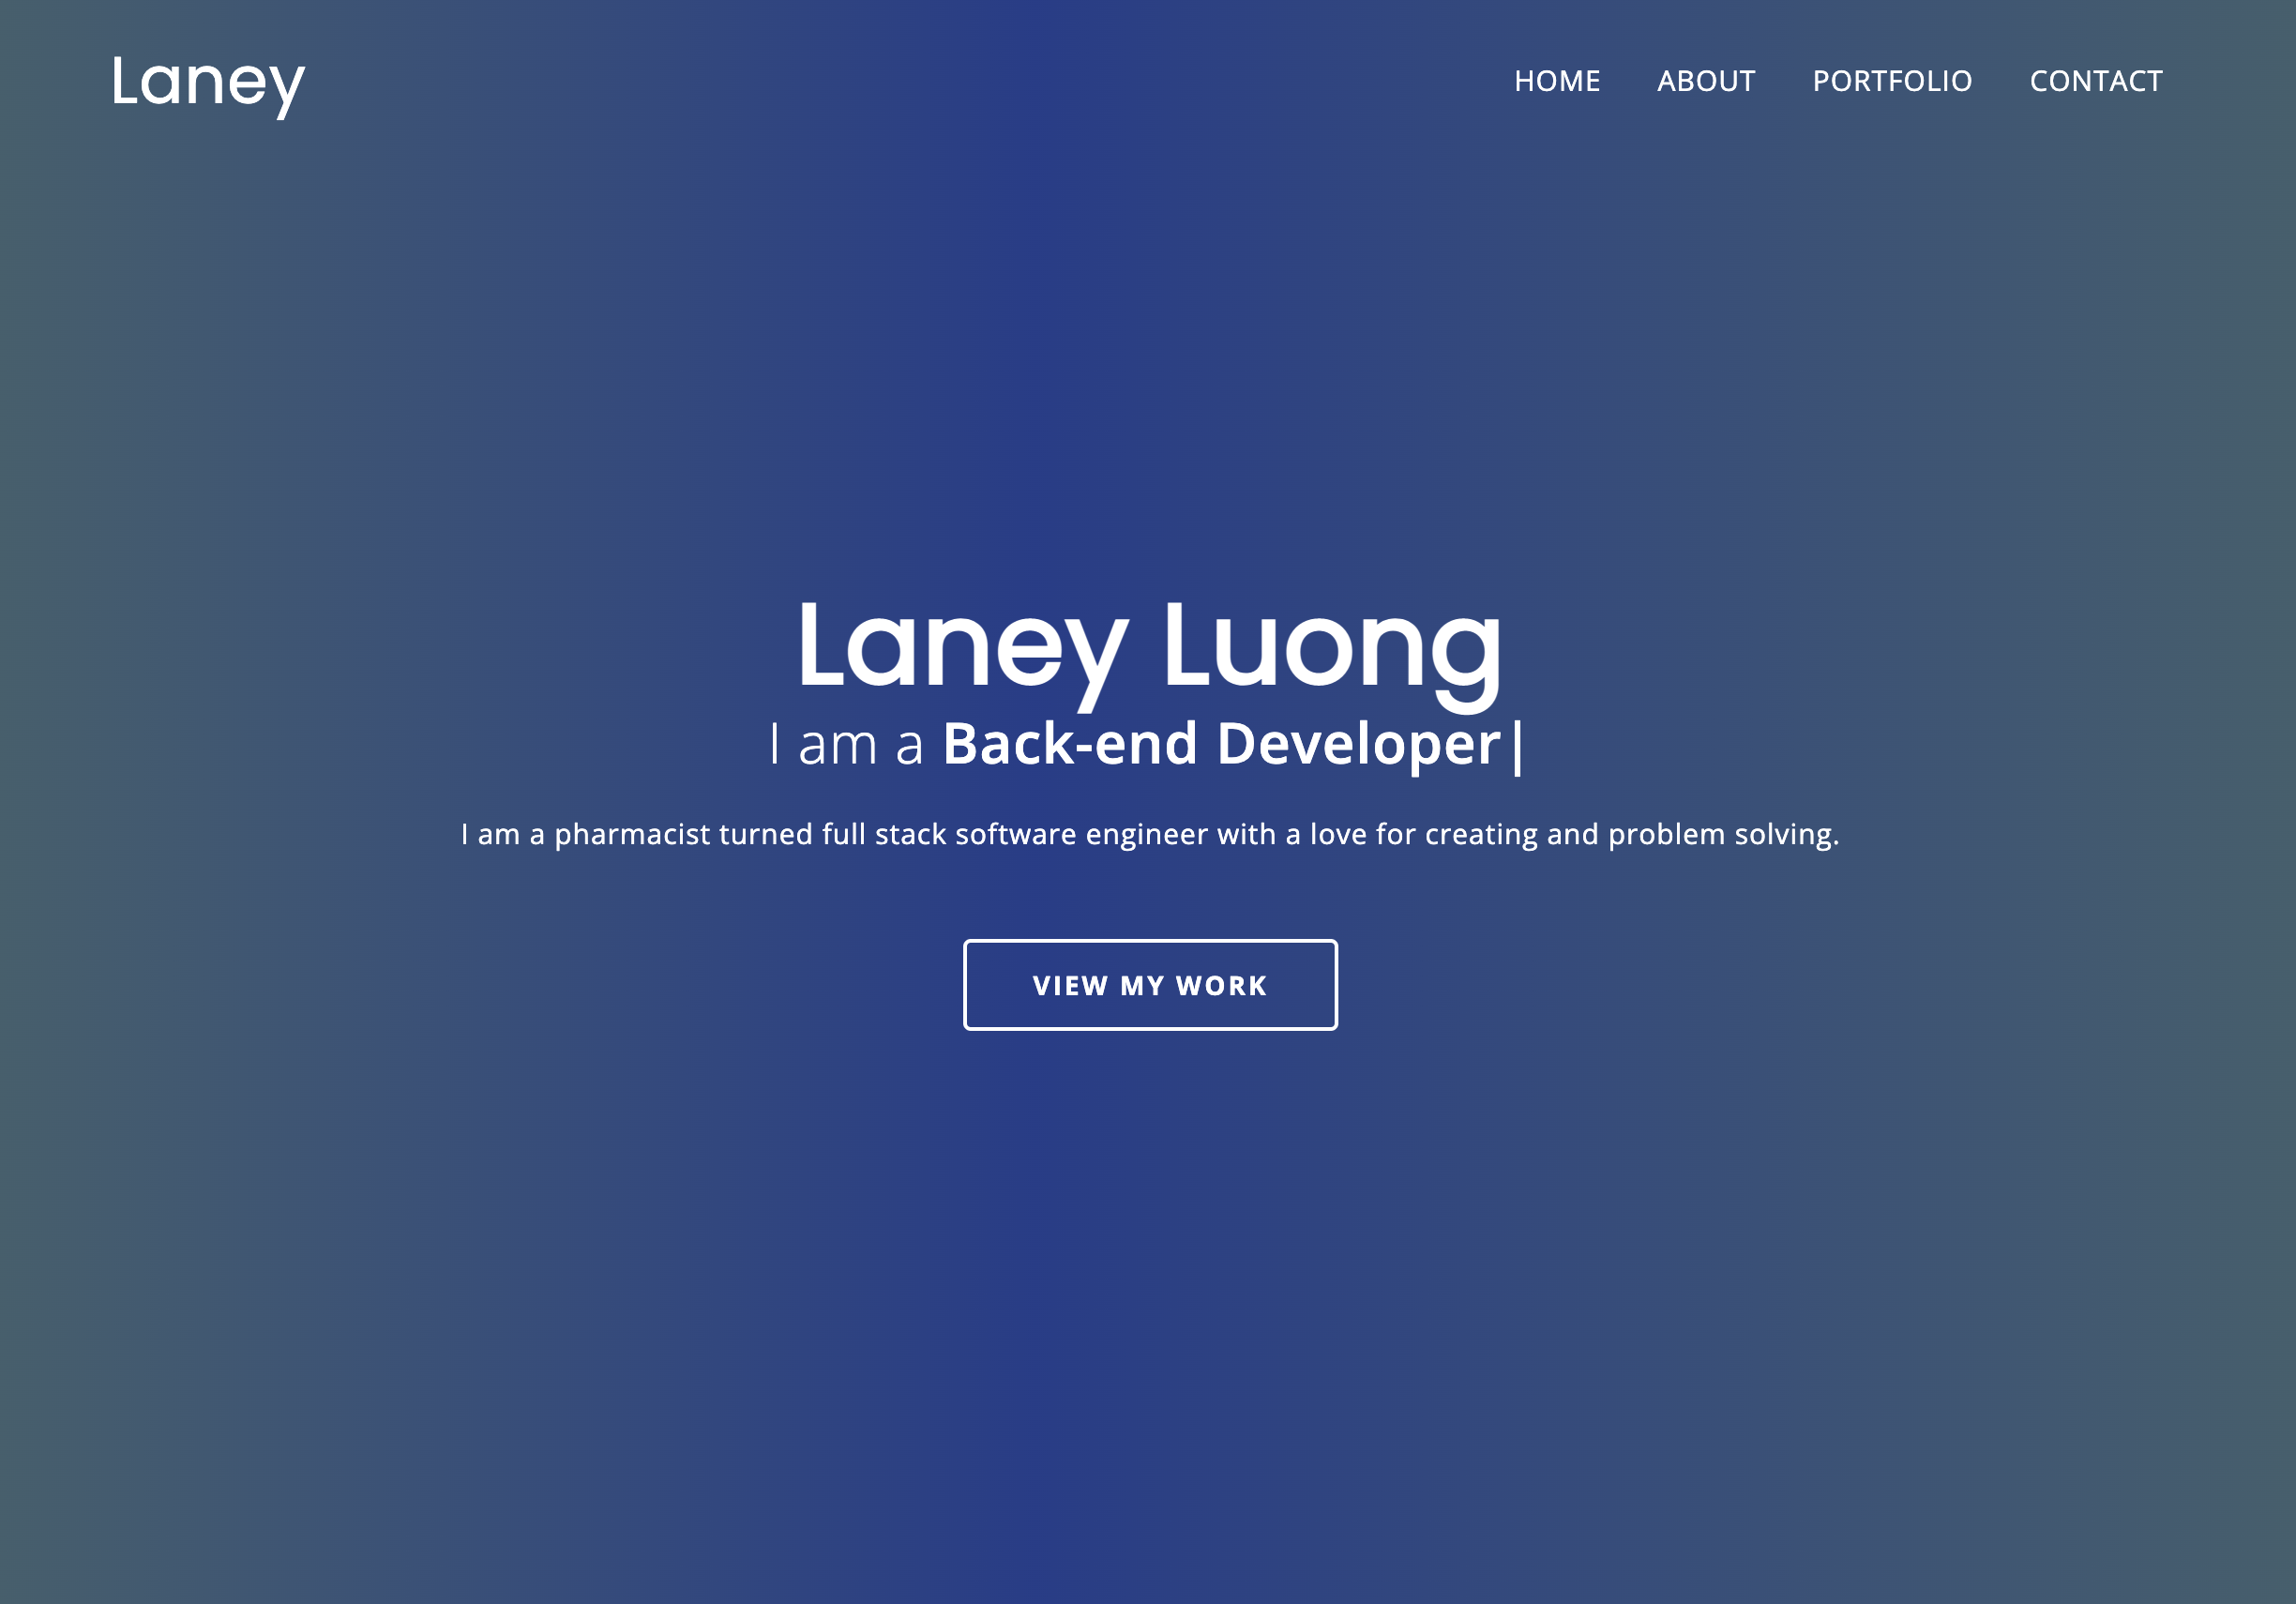 Laney
HOME ABOUT PORTFOLIO CONTACT
Laney Luong
I am a Back-end Developer|
I am a pharmacist turned full stack software engineer with a love for creating and problem solving.
VIEW MY WORK